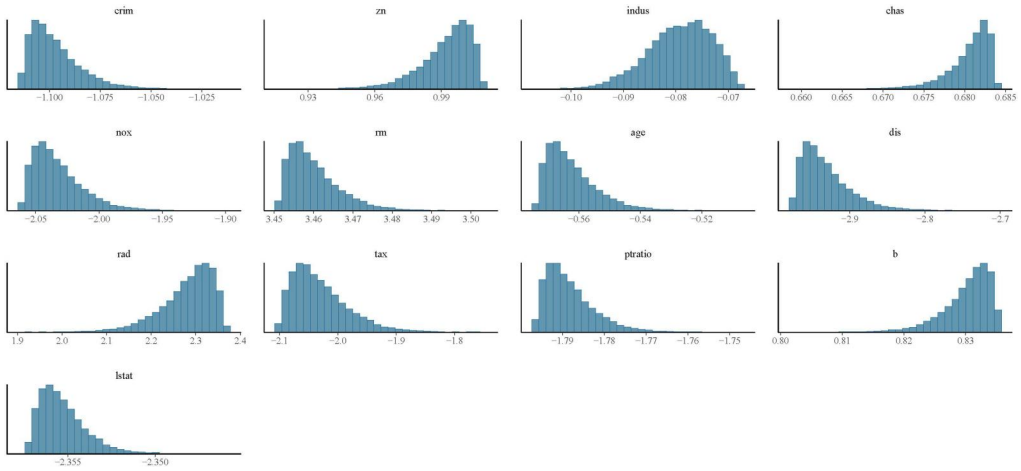 crim zn indus chas
−1.100 −1.075 −1.050 −1.025 0.93 0.96 0.99 −0.10 −0.09 −0.08 −0.07 0.660 0.665 0.670 0.675 0.680 0.685
nox rm age dis
−2.05 −2.00 −1.95 −1.90 3.45 3.46 3.47 3.48 3.49 3.50 −0.56 −0.54 −0.52 −2.9 −2.8 −2.7
rad tax ptratio b
1.9 2.0 2.1 2.2 2.3 2.4 −2.1 −2.0 −1.9 −1.8 −1.79 −1.78 −1.77 −1.76 −1.75 0.80 0.81 0.82 0.83
lstat
−2.355 −2.350